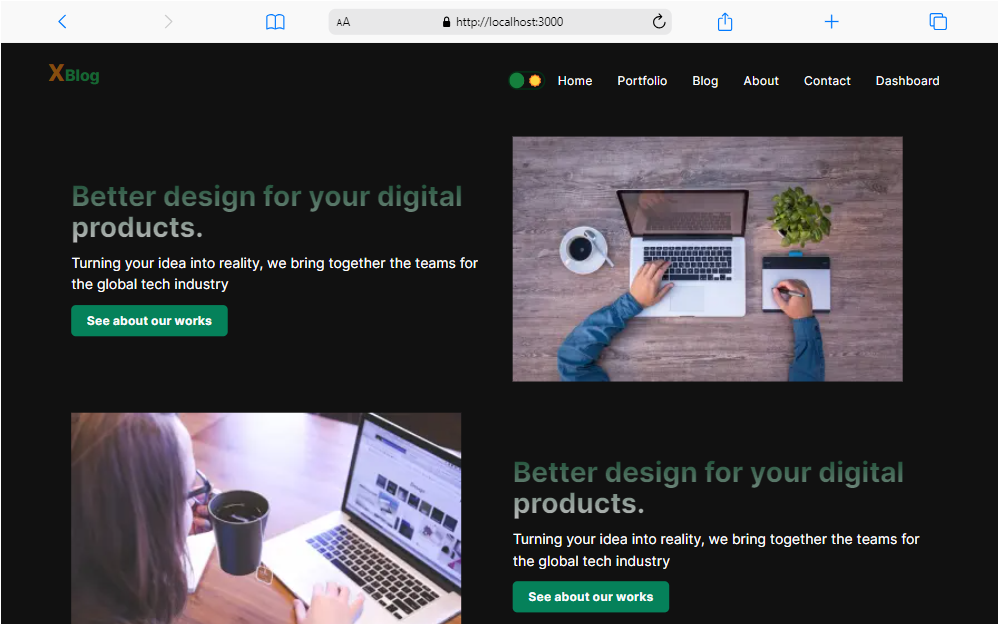 AA
http://localhost:3000
XBlog
Home Portfolio Blog About Contact Dashboard
Better design for your digital
products.
Turning your idea into reality, we bring together the teams for
the global tech industry
See about our works
Better design for your digital
products.
Turning your idea into reality, we bring together the teams for
the global tech industry
See about our works